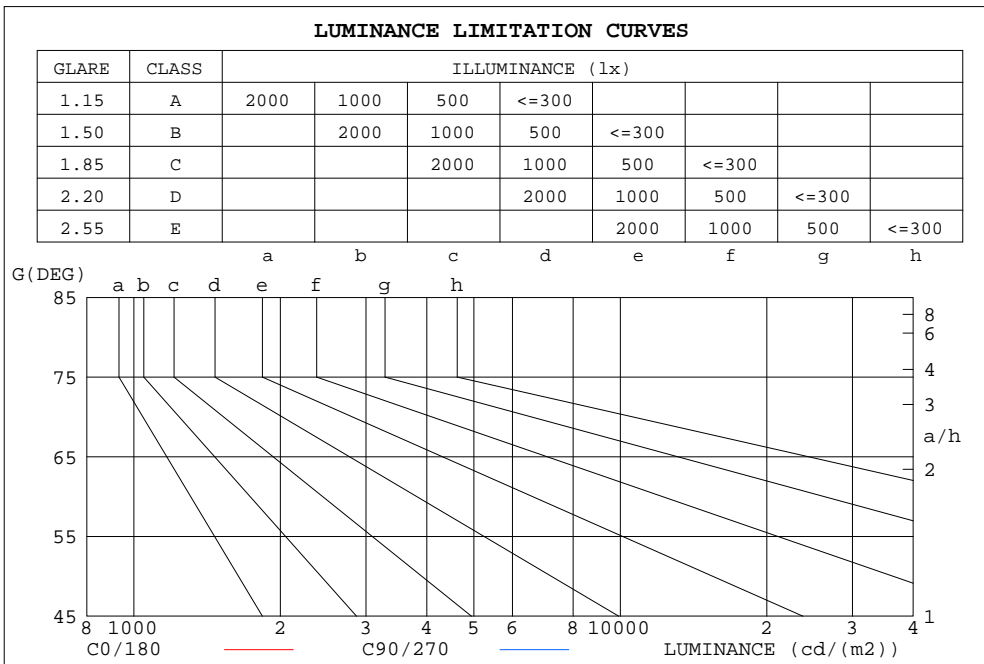 LUMINANCE LIMITATION CURVES
GLARE CLASS ILLUMINANCE (lx)
1.15 A 2000 1000 500 <=300
1.50 B 2000 1000 500 <=300
1.85 C 2000 1000 500 <=300
2.20 D 2000 1000 500 <=300
2.55 E 2000 1000 500 <=300
a b c d e f g h
G(DEG)
a b c d e f g h
85
8
6
75
4
3
a/h
65
2
55
45
1
8 1000 2 3 4 5 6 8 10000 2 3 4
C0/180 C90/270 LUMINANCE (cd/(m2))